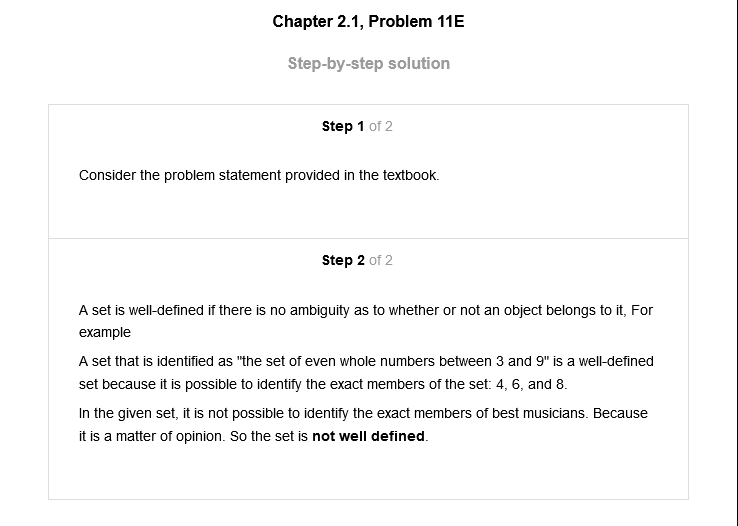 Chapter 2.1, Problem 11E
Step-by-step solution
Step 1 of 2
Consider the problem statement provided in the textbook.
Step 2 of 2
A set is well-defined if there is no ambiguity as to whether or not an object belongs to it, For
example
A set that is identified as "the set of even whole numbers between 3 and 9" is a well-defined
set because it is possible to identify the exact members of the set: 4, 6, and 8.
In the given set, it is not possible to identify the exact members of best musicians. Because
it is a matter of opinion. So the set is not well defined.